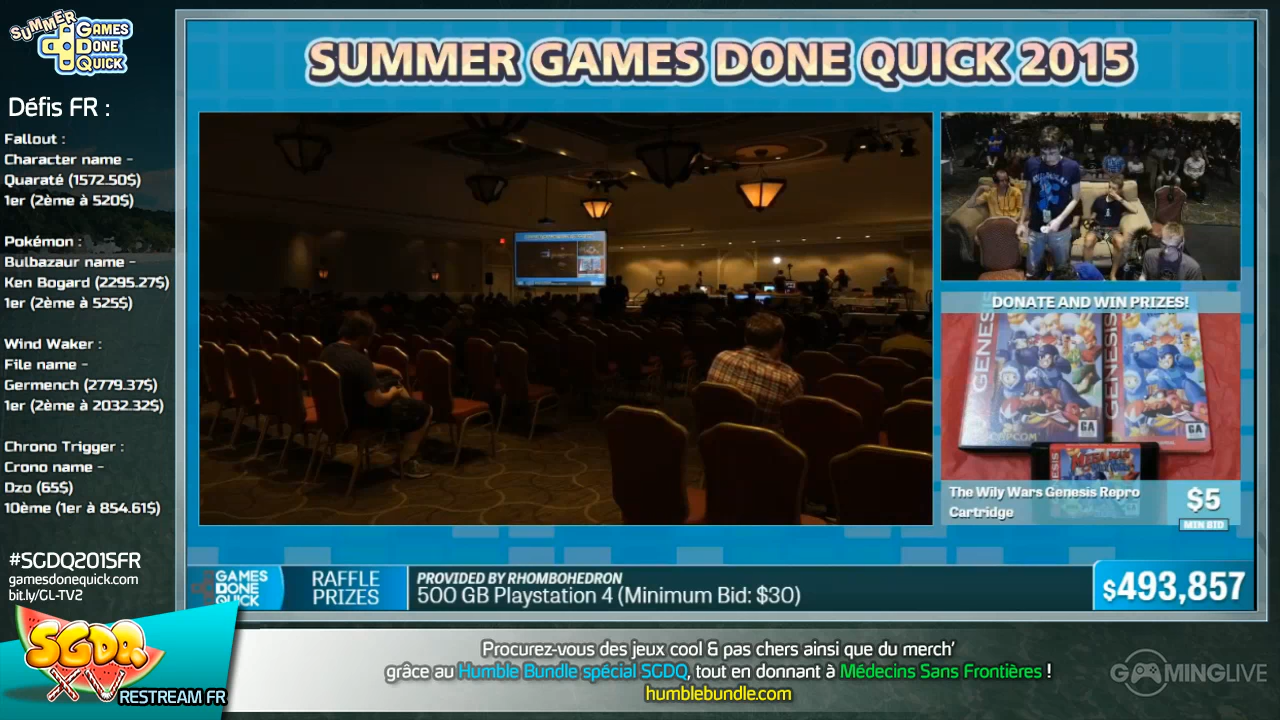 SUMMER
GAMES
DONE
QUICK
SUMMER GAMES DONE QUICK 2015
Défis FR :
Fallout :
Character name -
Quaraté (1572.50$)
1er (2ème à 520$)
Pokémon :
Bulbazaur name -
Ken Bogard (2295.27$)
1er (2ème à 525$)
Wind Waker :
File name -
Germench (2779.37$)
1er (2ème à 2032.32$)
Chrono Trigger :
Crono name -
Dzo (65$)
10ème (1er à 854.61$)
#SGDQ2015FR
gamesdonequick.com
bit.ly/GL-TV2
SGDQ
RESTREAM FR
DONATE AND WIN PRIZES!
GENESIS
GENESIS
CAPCOM
GA
GA
MEGA MAN
The Wily Wars Genesis Repro
Cartridge
$5
MIN BID
GAMES
DONE
QUICK
RAFFLE
PRIZES
PROVIDED BY RHOMBOHEDRON
500 GB Playstation 4 (Minimum Bid: $30)
$493,857
Procurez-vous des jeux cool & pas chers ainsi que du merch'
grâce au Humble Bundle spécial SGDQ, tout en donnant à Médecins Sans Frontières !
humblebundle.com
GAMINGLIVE